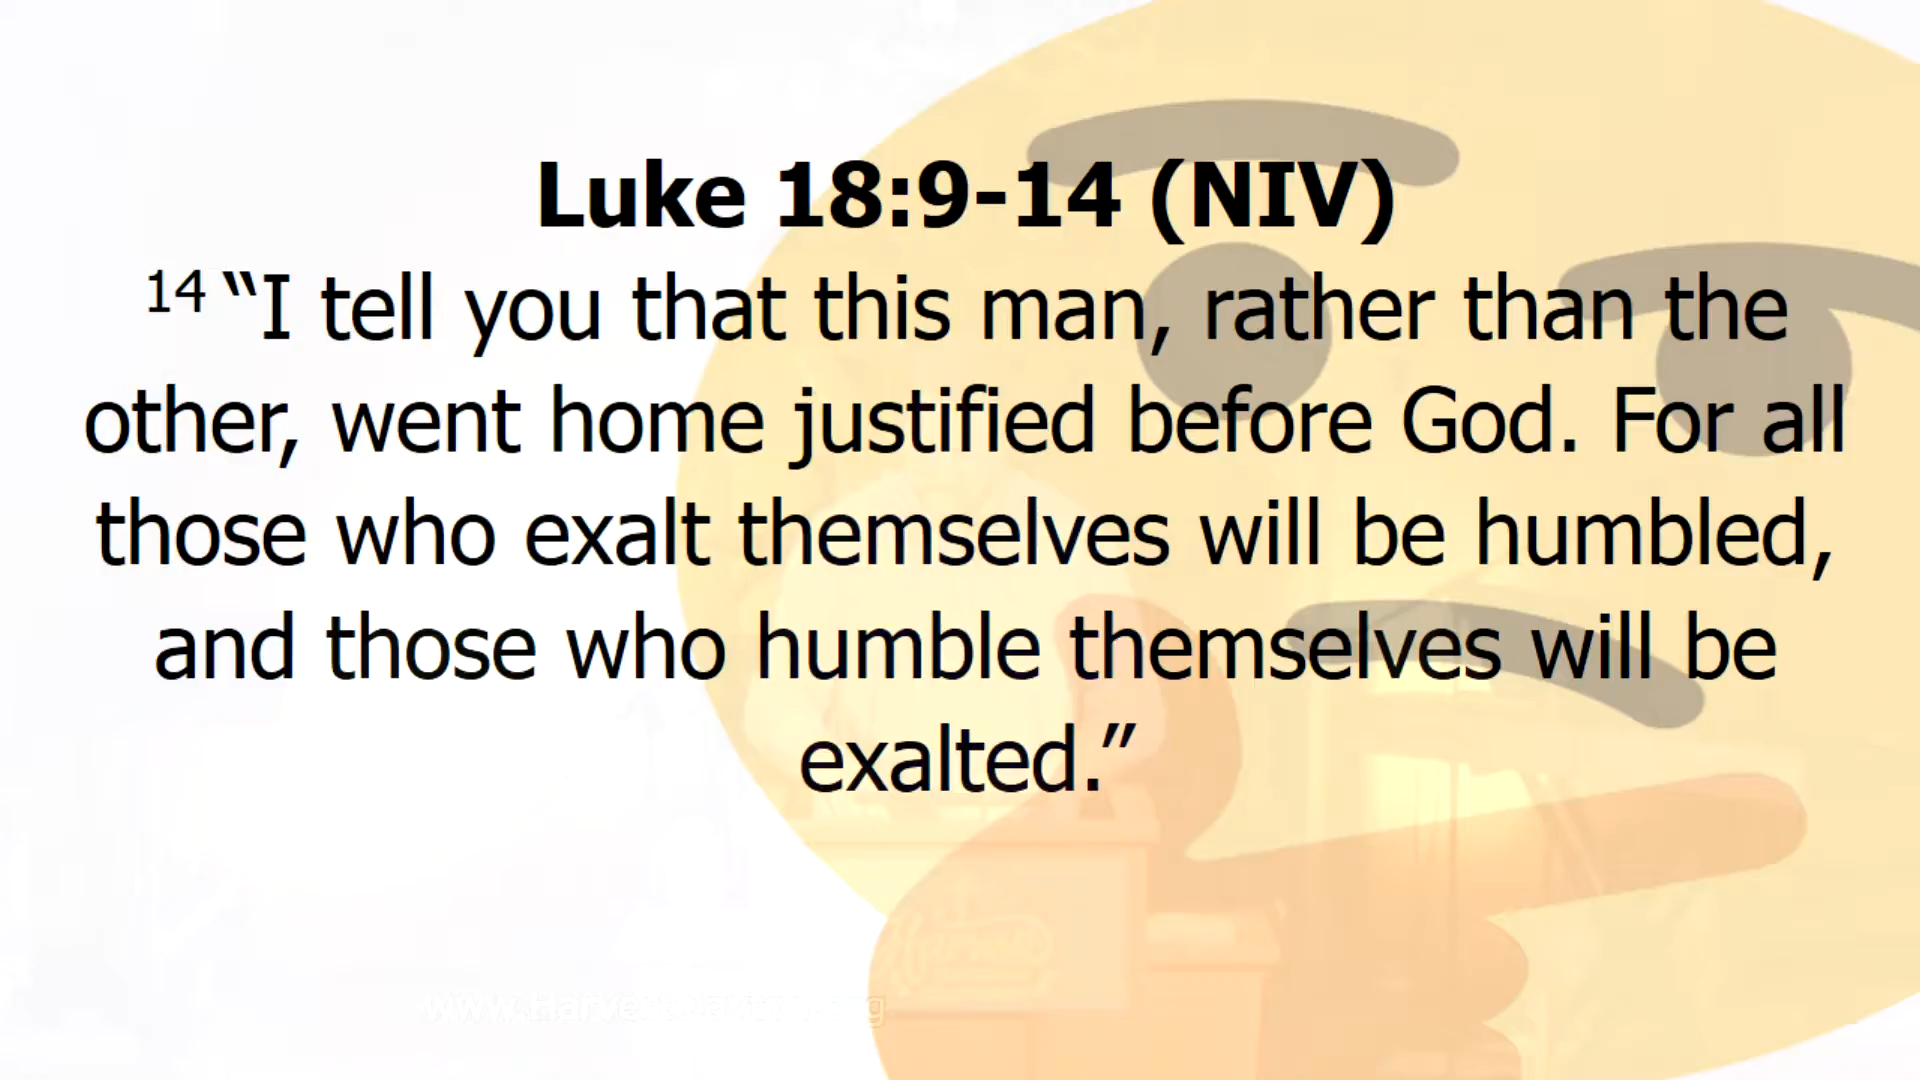 Luke 18:9-14 (NIV)
14 “I tell you that this man, rather than the
other, went home justified before God. For all
those who exalt themselves will be humbled,
and those who humble themselves will be
exalted.”
Harvest